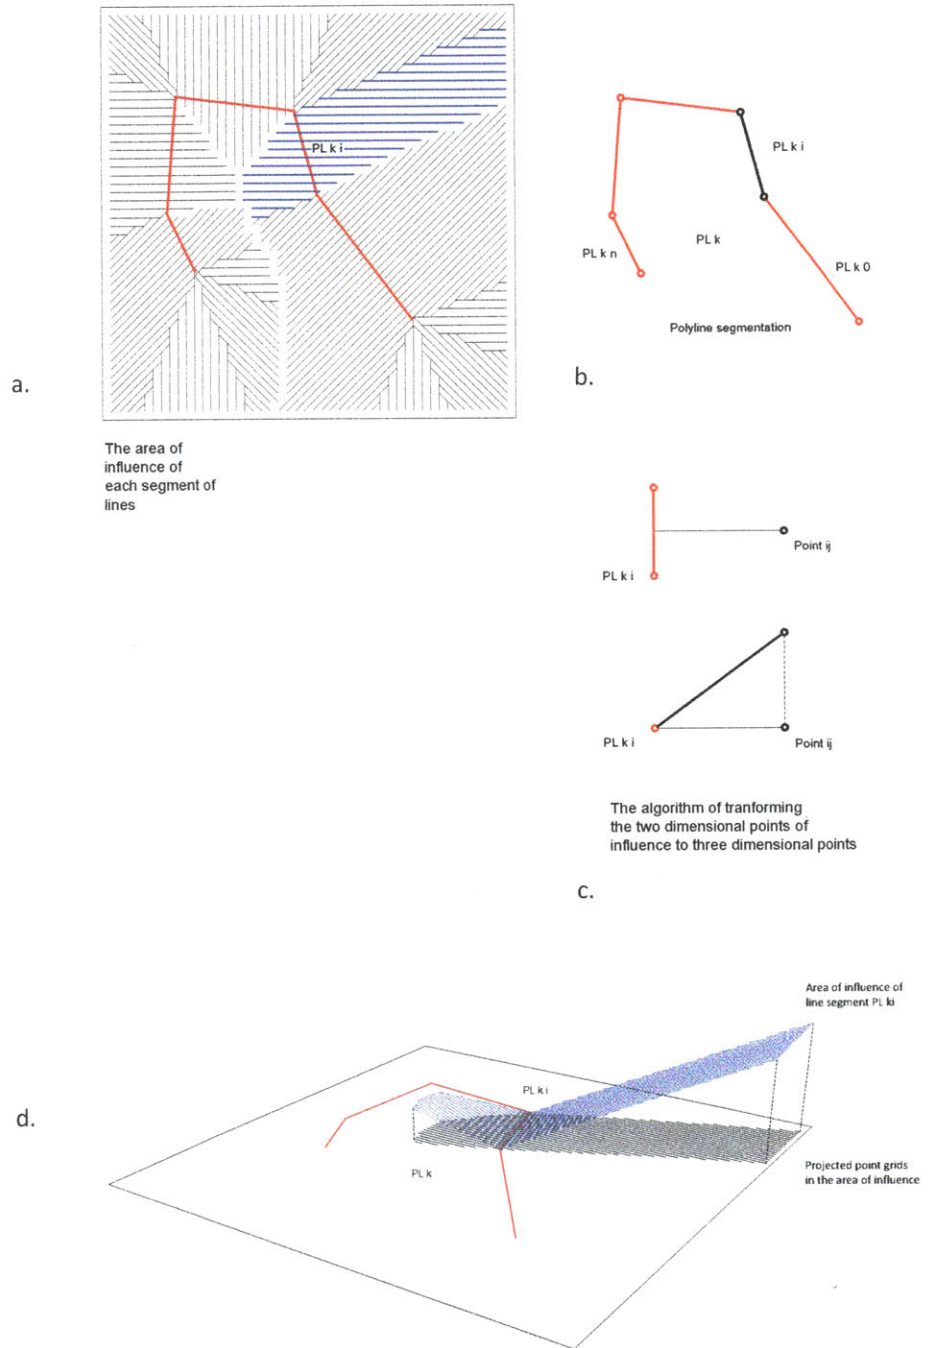 PL k i
a.
The area of
influence of
each segment of
lines
PL k i
PL k n
PL k
PL k 0
Polyline segmentation
b.
Point ij
PL k i
PL k i
Point ij
The algorithm of tranforming
the two dimensional points of
influence to three dimensional points
c.
Area of influence of
line segment PL ki
d.
PL k i
PL k
Projected point grids
in the area of influence